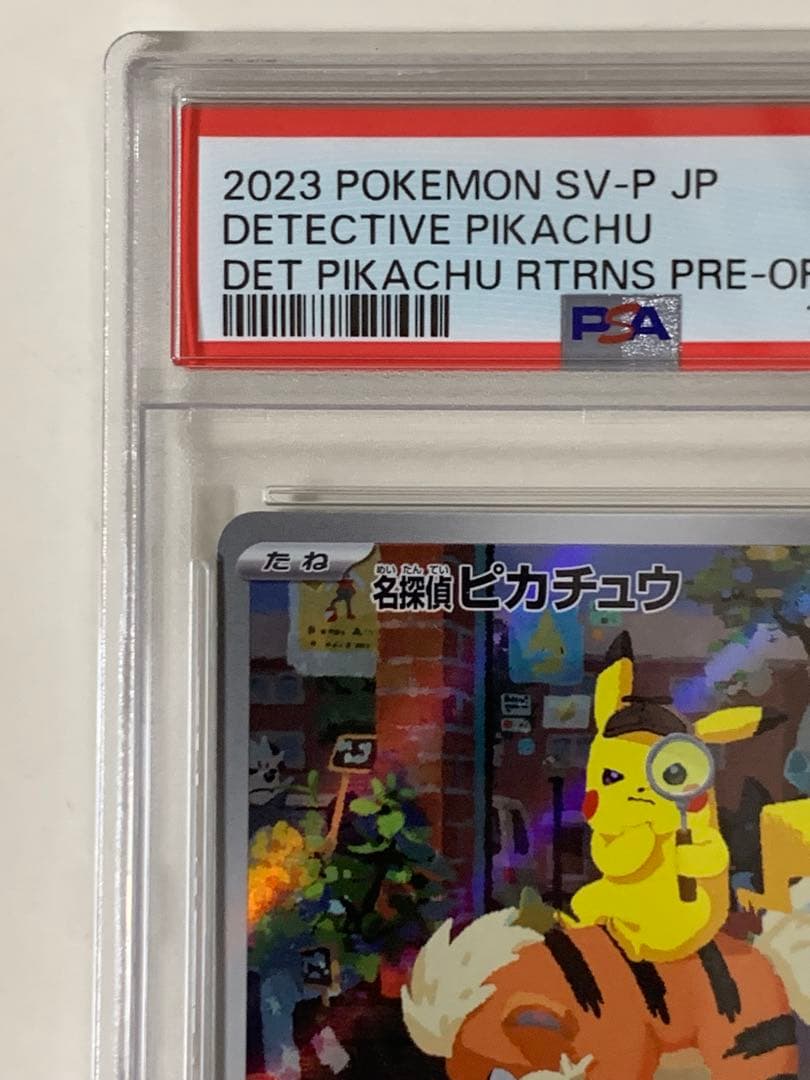 2023 POKEMON SV-P JP
DETECTIVE PIKACHU
DET PIKACHU RTRNS PRE-OR
PSA
たね
めいたんてい
名探偵ピカチュウ